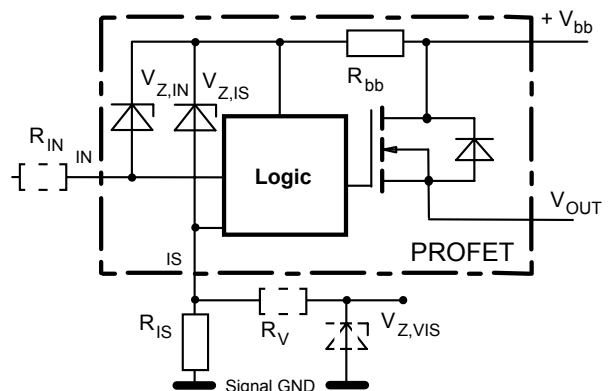 + V bb
R bb
V Z,IN
V Z,IS
R IN
IN
Logic
V OUT
PROFET
IS
R IS
R V
V Z,VIS
Signal GND